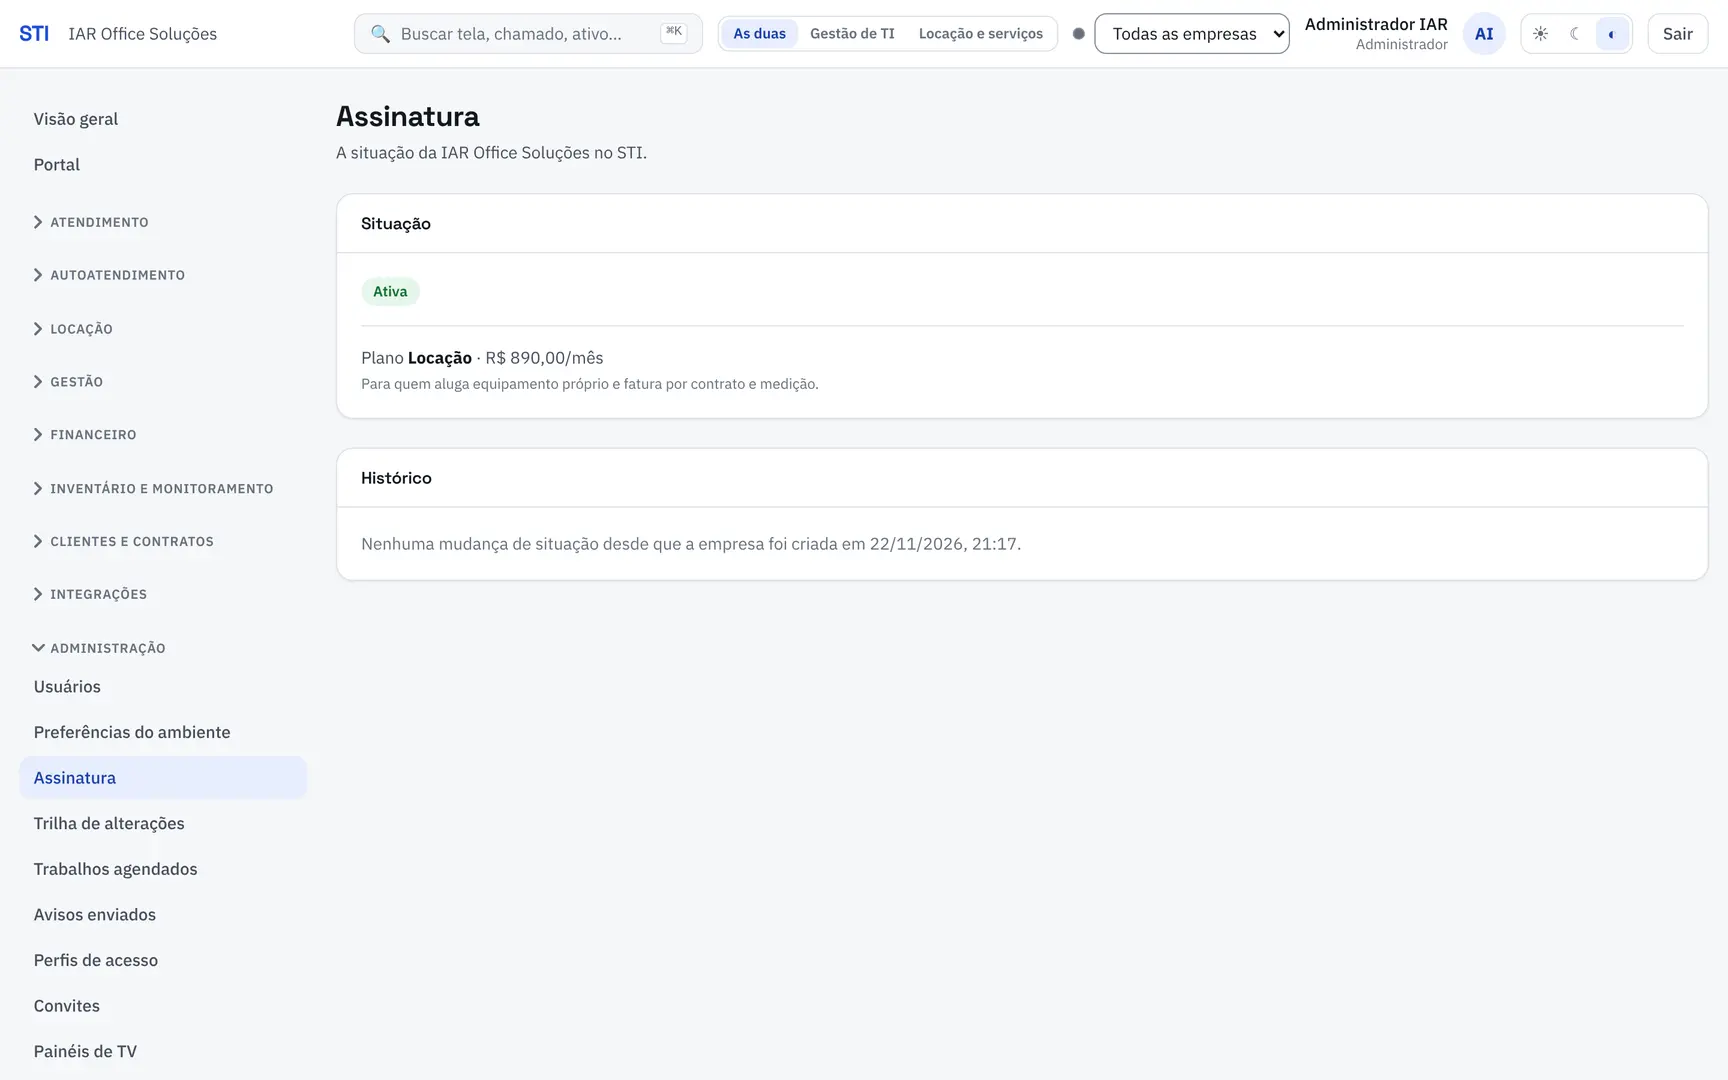 STI IAR Office Soluções
Buscar tela, chamado, ativo... ⌘K
As duas Gestão de TI Locação e serviços
Todas as empresas
Administrador IAR
Administrador
AI
Sair
Visão geral
Portal
ATENDIMENTO
AUTOATENDIMENTO
LOCAÇÃO
GESTÃO
FINANCEIRO
INVENTÁRIO E MONITORAMENTO
CLIENTES E CONTRATOS
INTEGRAÇÕES
ADMINISTRAÇÃO
Usuários
Preferências do ambiente
Assinatura
Trilha de alterações
Trabalhos agendados
Avisos enviados
Perfis de acesso
Convites
Painéis de TV
Assinatura
A situação da IAR Office Soluções no STI.
Situação
Ativa
Plano Locação · R$ 890,00/mês
Para quem aluga equipamento próprio e fatura por contrato e medição.
Histórico
Nenhuma mudança de situação desde que a empresa foi criada em 22/11/2026, 21:17.